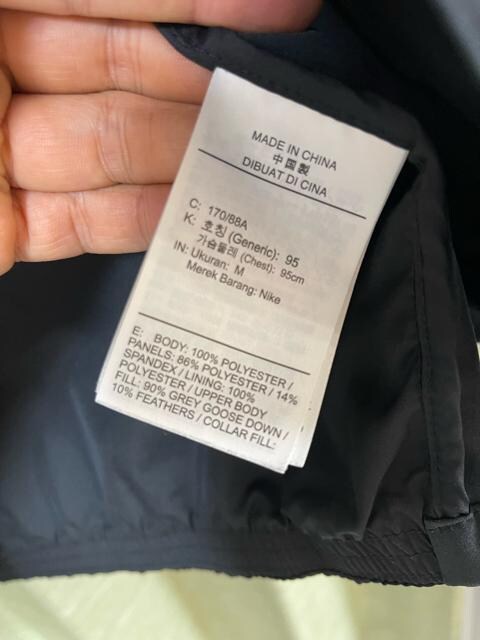 MADE IN CHINA
中国製
DIBUAT DI CINA
C: 170/88A
K: 호칭 (Generic): 95
가슴둘레 (Chest): 95cm
IN: Ukuran: M
Merek Barang: Nike
E: BODY: 100% POLYESTER /
PANELS: 86% POLYESTER / 14%
SPANDEX / LINING: 100%
POLYESTER / UPPER BODY
FILL: 90% GREY GOOSE DOWN /
10% FEATHERS / COLLAR FILL: